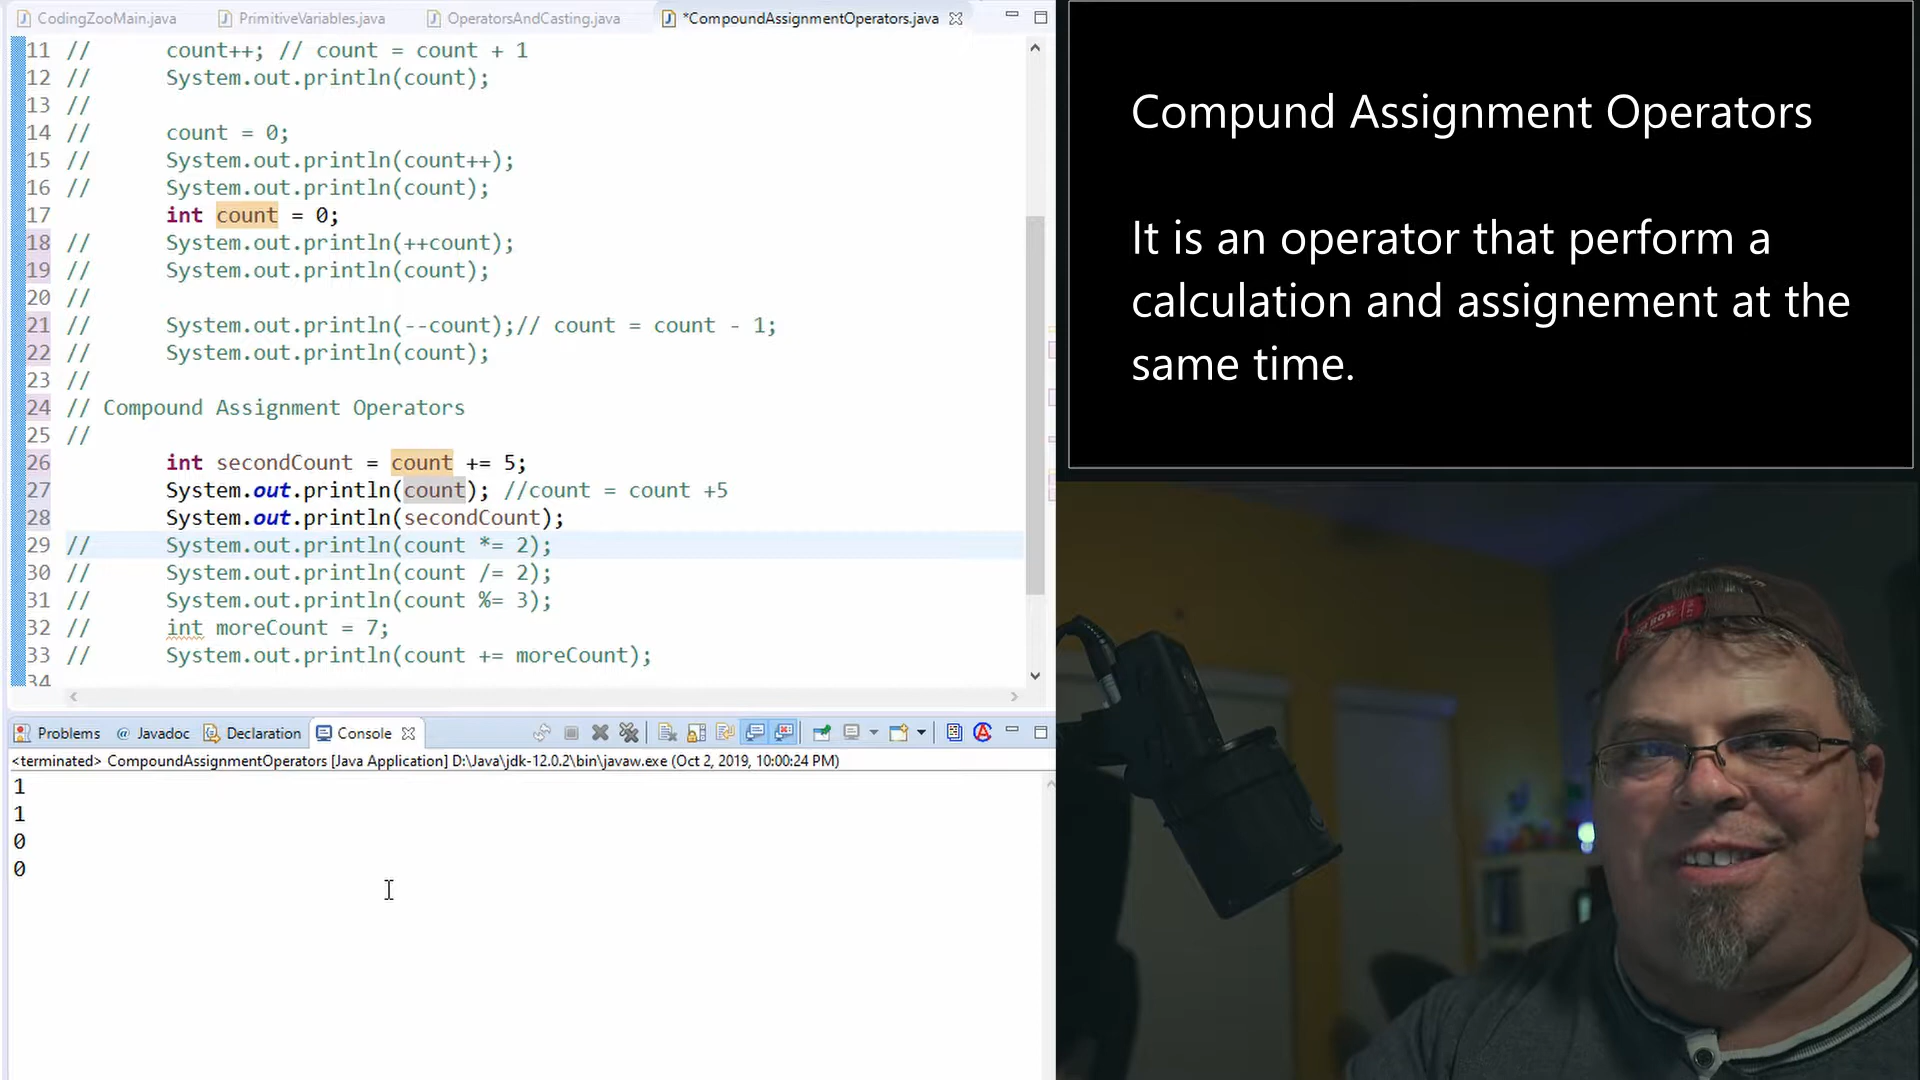 CodingZooMain.java PrimitiveVariables.java OperatorsAndCasting.java *CompoundAssignmentOperators.java
11 // count++; // count = count + 1
12 // System.out.println(count);
13 //
14 // count = 0;
15 // System.out.println(count++);
16 // System.out.println(count);
17 int count = 0;
18 // System.out.println(++count);
19 // System.out.println(count);
20 //
21 // System.out.println(--count);// count = count - 1;
22 // System.out.println(count);
23 //
24 // Compound Assignment Operators
25 //
26 int secondCount = count += 5;
27 System.out.println(count); //count = count +5
28 System.out.println(secondCount);
29 // System.out.println(count *= 2);
30 // System.out.println(count /= 2);
31 // System.out.println(count %= 3);
32 // int moreCount = 7;
33 // System.out.println(count += moreCount);
34
Problems @ Javadoc Declaration Console
<terminated> CompoundAssignmentOperators [Java Application] D:\Java\jdk-12.0.2\bin\javaw.exe (Oct 2, 2019, 10:00:24 PM)
1
1
0
0
Compund Assignment Operators
It is an operator that perform a
calculation and assignement at the
same time.